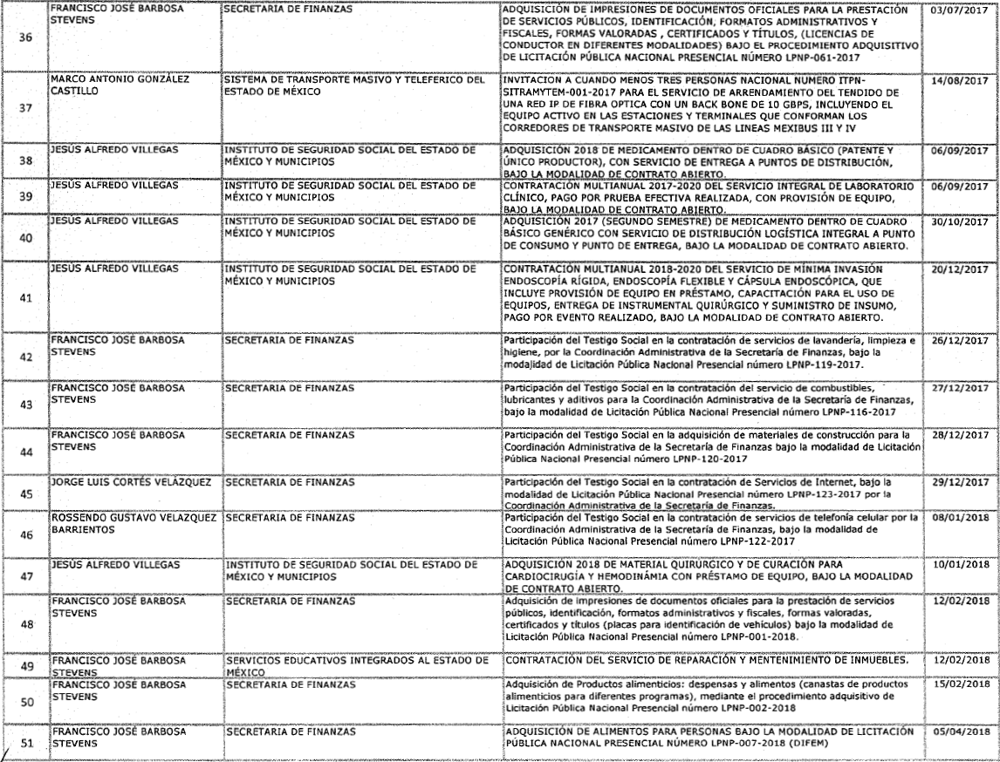 36
FRANCISCO JOSÉ BARBOSA
STEVENS
SECRETARIA DE FINANZAS
ADQUISICIÓN DE IMPRESIONES DE DOCUMENTOS OFICIALES PARA LA PRESTACIÓN
DE SERVICIOS PÚBLICOS, IDENTIFICACIÓN, FORMATOS ADMINISTRATIVOS Y
FISCALES, FORMAS VALORADAS , CERTIFICADOS Y TÍTULOS, (LICENCIAS DE
CONDUCTOR EN DIFERENTES MODALIDADES) BAJO EL PROCEDIMIENTO ADQUISITIVO
DE LICITACIÓN PÚBLICA NACIONAL PRESENCIAL NÚMERO LPNP-061-2017
03/07/2017
37
MARCO ANTONIO GONZÁLEZ
CASTILLO
SISTEMA DE TRANSPORTE MASIVO Y TELEFERICO DEL
ESTADO DE MÉXICO
INVITACION A CUANDO MENOS TRES PERSONAS NACIONAL NUMERO ITPN-
SITRAMYTEM-001-2017 PARA EL SERVICIO DE ARRENDAMIENTO DEL TENDIDO DE
UNA RED IP DE FIBRA OPTICA CON UN BACK BONE DE 10 GBPS, INCLUYENDO EL
EQUIPO ACTIVO EN LAS ESTACIONES Y TERMINALES QUE CONFORMAN LOS
CORREDORES DE TRANSPORTE MASIVO DE LAS LINEAS MEXIBUS III Y IV
14/08/2017
38
JESÚS ALFREDO VILLEGAS
INSTITUTO DE SEGURIDAD SOCIAL DEL ESTADO DE
MÉXICO Y MUNICIPIOS
ADQUISICIÓN 2018 DE MEDICAMENTO DENTRO DE CUADRO BÁSICO (PATENTE Y
ÚNICO PRODUCTOR), CON SERVICIO DE ENTREGA A PUNTOS DE DISTRIBUCIÓN,
BAJO LA MODALIDAD DE CONTRATO ABIERTO.
06/09/2017
39
JESÚS ALFREDO VILLEGAS
INSTITUTO DE SEGURIDAD SOCIAL DEL ESTADO DE
MÉXICO Y MUNICIPIOS
CONTRATACIÓN MULTIANUAL 2017-2020 DEL SERVICIO INTEGRAL DE LABORATORIO
CLÍNICO, PAGO POR PRUEBA EFECTIVA REALIZADA, CON PROVISIÓN DE EQUIPO,
BAJO LA MODALIDAD DE CONTRATO ABIERTO.
06/09/2017
40
JESÚS ALFREDO VILLEGAS
INSTITUTO DE SEGURIDAD SOCIAL DEL ESTADO DE
MÉXICO Y MUNICIPIOS
ADQUISICIÓN 2017 (SEGUNDO SEMESTRE) DE MEDICAMENTO DENTRO DE CUADRO
BÁSICO GENÉRICO CON SERVICIO DE DISTRIBUCIÓN LOGÍSTICA INTEGRAL A PUNTO
DE CONSUMO Y PUNTO DE ENTREGA, BAJO LA MODALIDAD DE CONTRATO ABIERTO.
30/10/2017
41
JESÚS ALFREDO VILLEGAS
INSTITUTO DE SEGURIDAD SOCIAL DEL ESTADO DE
MÉXICO Y MUNICIPIOS
CONTRATACIÓN MULTIANUAL 2018-2020 DEL SERVICIO DE MÍNIMA INVASIÓN
ENDOSCOPÍA RÍGIDA, ENDOSCOPÍA FLEXIBLE Y CÁPSULA ENDOSCÓPICA, QUE
INCLUYE PROVISIÓN DE EQUIPO EN PRÉSTAMO, CAPACITACIÓN PARA EL USO DE
EQUIPOS, ENTREGA DE INSTRUMENTAL QUIRÚRGICO Y SUMINISTRO DE INSUMO,
PAGO POR EVENTO REALIZADO, BAJO LA MODALIDAD DE CONTRATO ABIERTO.
20/12/2017
42
FRANCISCO JOSÉ BARBOSA
STEVENS
SECRETARIA DE FINANZAS
Participación del Testigo Social en la contratación de servicios de lavandería, limpieza e
higiene, por la Coordinación Administrativa de la Secretaría de Finanzas, bajo la
modalidad de Licitación Pública Nacional Presencial número LPNP-119-2017.
26/12/2017
43
FRANCISCO JOSÉ BARBOSA
STEVENS
SECRETARIA DE FINANZAS
Participación del Testigo Social en la contratación del servicio de combustibles,
lubricantes y aditivos para la Coordinación Administrativa de la Secretaría de Finanzas,
bajo la modalidad de Licitación Pública Nacional Presencial número LPNP-116-2017
27/12/2017
44
FRANCISCO JOSÉ BARBOSA
STEVENS
SECRETARIA DE FINANZAS
Participación del Testigo Social en la adquisición de materiales de construcción para la
Coordinación Administrativa de la Secretaría de Finanzas bajo la modalidad de Licitación
Pública Nacional Presencial número LPNP-120-2017
28/12/2017
45
JORGE LUIS CORTÉS VELÁZQUEZ
SECRETARIA DE FINANZAS
Participación del Testigo Social en la contratación de Servicios de Internet, bajo la
modalidad de Licitación Pública Nacional Presencial número LPNP-123-2017 por la
Coordinación Administrativa de la Secretaría de Finanzas.
29/12/2017
46
ROSSENDO GUSTAVO VELAZQUEZ
BARRIENTOS
SECRETARIA DE FINANZAS
Participación del Testigo Social en la contratación de servicios de telefonía celular por la
Coordinación Administrativa de la Secretaría de Finanzas, bajo la modalidad de
Licitación Pública Nacional Presencial número LPNP-122-2017
08/01/2018
47
JESÚS ALFREDO VILLEGAS
INSTITUTO DE SEGURIDAD SOCIAL DEL ESTADO DE
MÉXICO Y MUNICIPIOS
ADQUISICIÓN 2018 DE MATERIAL QUIRÚRGICO Y DE CURACIÓN PARA
CARDIOCIRUGÍA Y HEMODINÁMIA CON PRÉSTAMO DE EQUIPO, BAJO LA MODALIDAD
DE CONTRATO ABIERTO.
10/01/2018
48
FRANCISCO JOSÉ BARBOSA
STEVENS
SECRETARIA DE FINANZAS
Adquisición de impresiones de documentos oficiales para la prestación de servicios
públicos, identificación, formatos administrativos y fiscales, formas valoradas,
certificados y títulos (placas para identificación de vehículos) bajo la modalidad de
Licitación Pública Nacional Presencial número LPNP-001-2018.
12/02/2018
49
FRANCISCO JOSÉ BARBOSA
STEVENS
SERVICIOS EDUCATIVOS INTEGRADOS AL ESTADO DE
MÉXICO
CONTRATACIÓN DEL SERVICIO DE REPARACIÓN Y MENTENIMIENTO DE INMUEBLES.
12/02/2018
50
FRANCISCO JOSÉ BARBOSA
STEVENS
SECRETARIA DE FINANZAS
Adquisición de Productos alimenticios: despensas y alimentos (canastas de productos
alimenticios para diferentes programas), mediante el procedimiento adquisitivo de
Licitación Pública Nacional Presencial número LPNP-002-2018
15/02/2018
51
FRANCISCO JOSÉ BARBOSA
STEVENS
SECRETARIA DE FINANZAS
ADQUISICIÓN DE ALIMENTOS PARA PERSONAS BAJO LA MODALIDAD DE LICITACIÓN
PÚBLICA NACIONAL PRESENCIAL NÚMERO LPNP-007-2018 (DIFEM)
05/04/2018